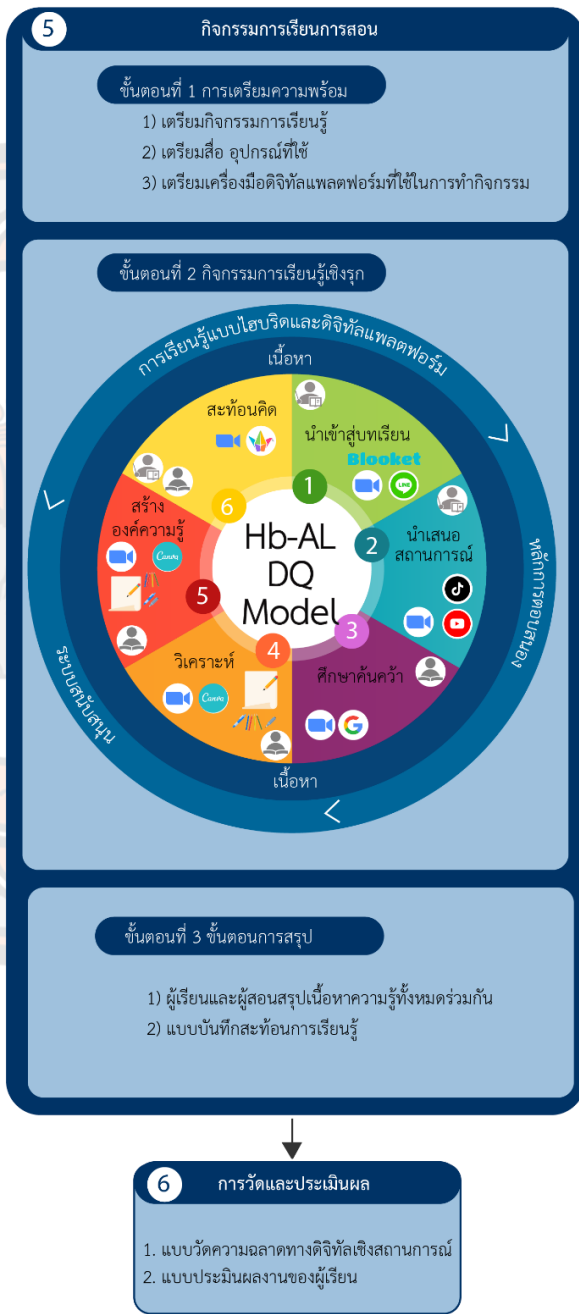 5
กิจกรรมการเรียนการสอน
ขั้นตอนที่ 1 การเตรียมความพร้อม
1) เตรียมกิจกรรมการเรียนรู้
2) เตรียมสื่อ อุปกรณ์ที่ใช้
3) เตรียมเครื่องมือดิจิทัลแพลตฟอร์มที่ใช้ในการทำกิจกรรม
ขั้นตอนที่ 2 กิจกรรมการเรียนรู้เชิงรุก
การเรียนรู้แบบไฮบริดและดิจิทัลแพลตฟอร์ม
หลักการตอบสนอง
ระบบสนับสนุน
เนื้อหา
นำเข้าสู่บทเรียน
Blooket
LINE
1
นำเสนอ
สถานการณ์
2
ศึกษาค้นคว้า
3
G
วิเคราะห์
4
Canva
สร้าง
องค์ความรู้
5
Canva
สะท้อนคิด
6
Hb-AL
DQ
Model
เนื้อหา
ขั้นตอนที่ 3 ขั้นตอนการสรุป
1) ผู้เรียนและผู้สอนสรุปเนื้อหาความรู้ทั้งหมดร่วมกัน
2) แบบบันทึกสะท้อนการเรียนรู้
6
การวัดและประเมินผล
1. แบบวัดความฉลาดทางดิจิทัลเชิงสถานการณ์
2. แบบประมินผลงานของผู้เรียน